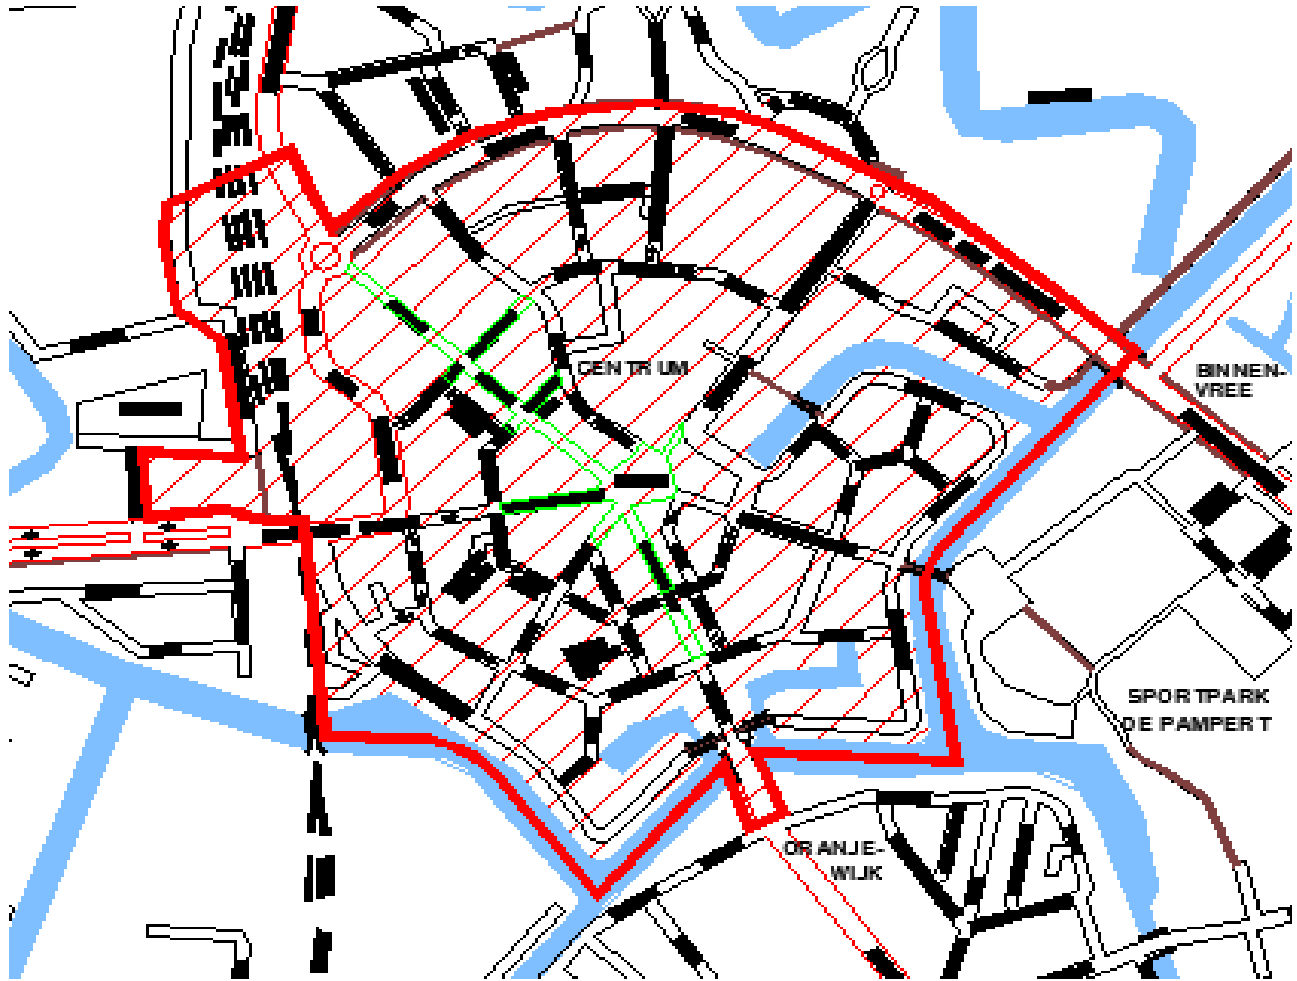 CENTRUM
BINNEN-
VREE
SPORTPARK
DE PAMPERT
ORANJE-
WIJK